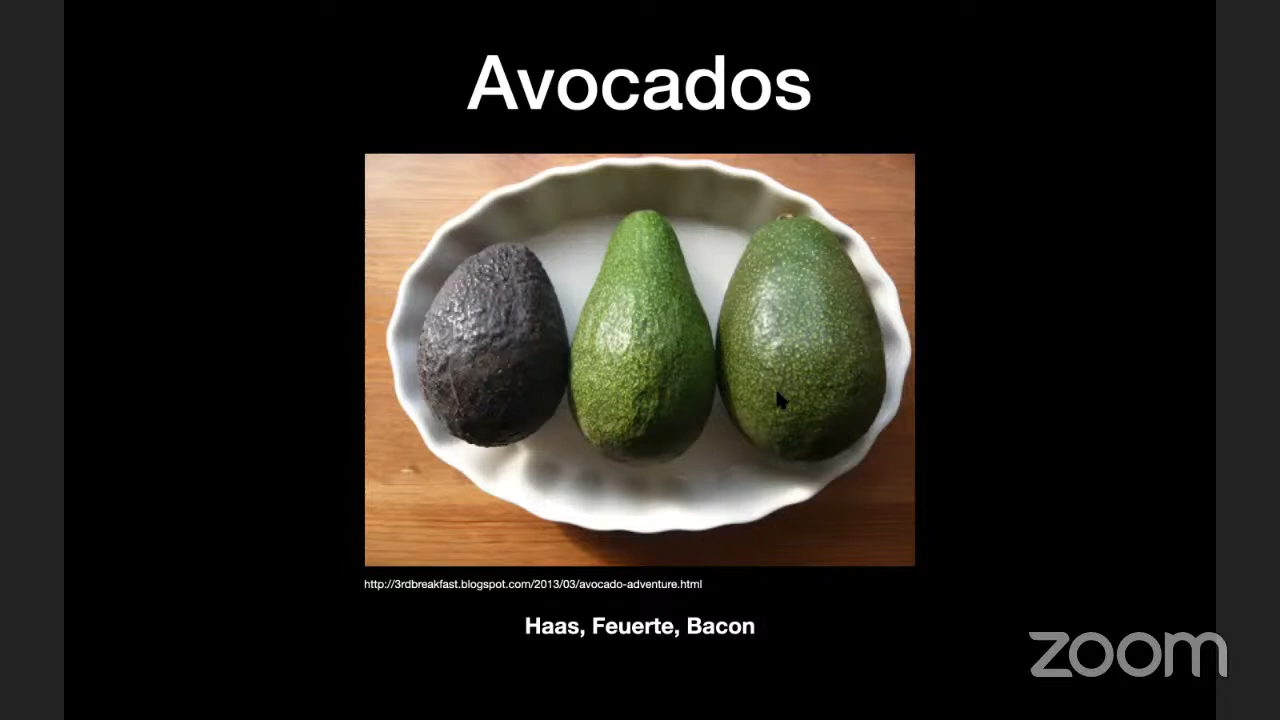 Avocados
http://3rdbreakfast.blogspot.com/2013/03/avocado-adventure.html
Haas, Feuerte, Bacon
zoom